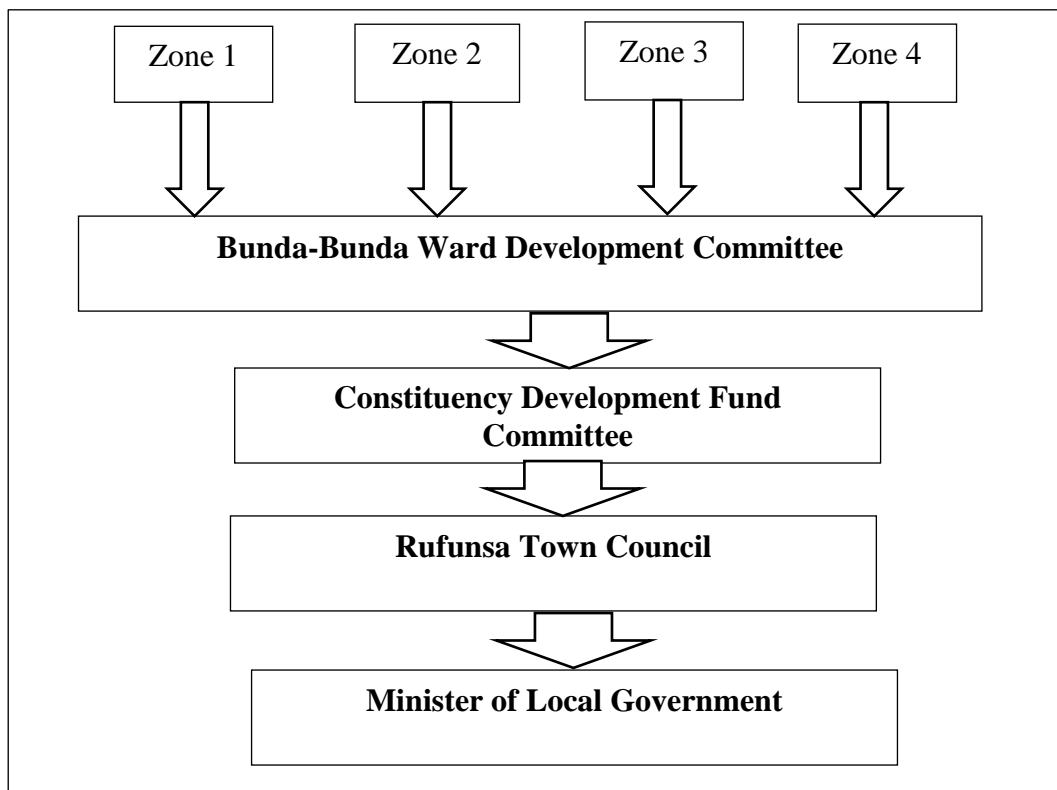 Zone 1
Zone 2
Zone 3
Zone 4
Bunda-Bunda Ward Development Committee
Constituency Development Fund
Committee
Rufunsa Town Council
Minister of Local Government